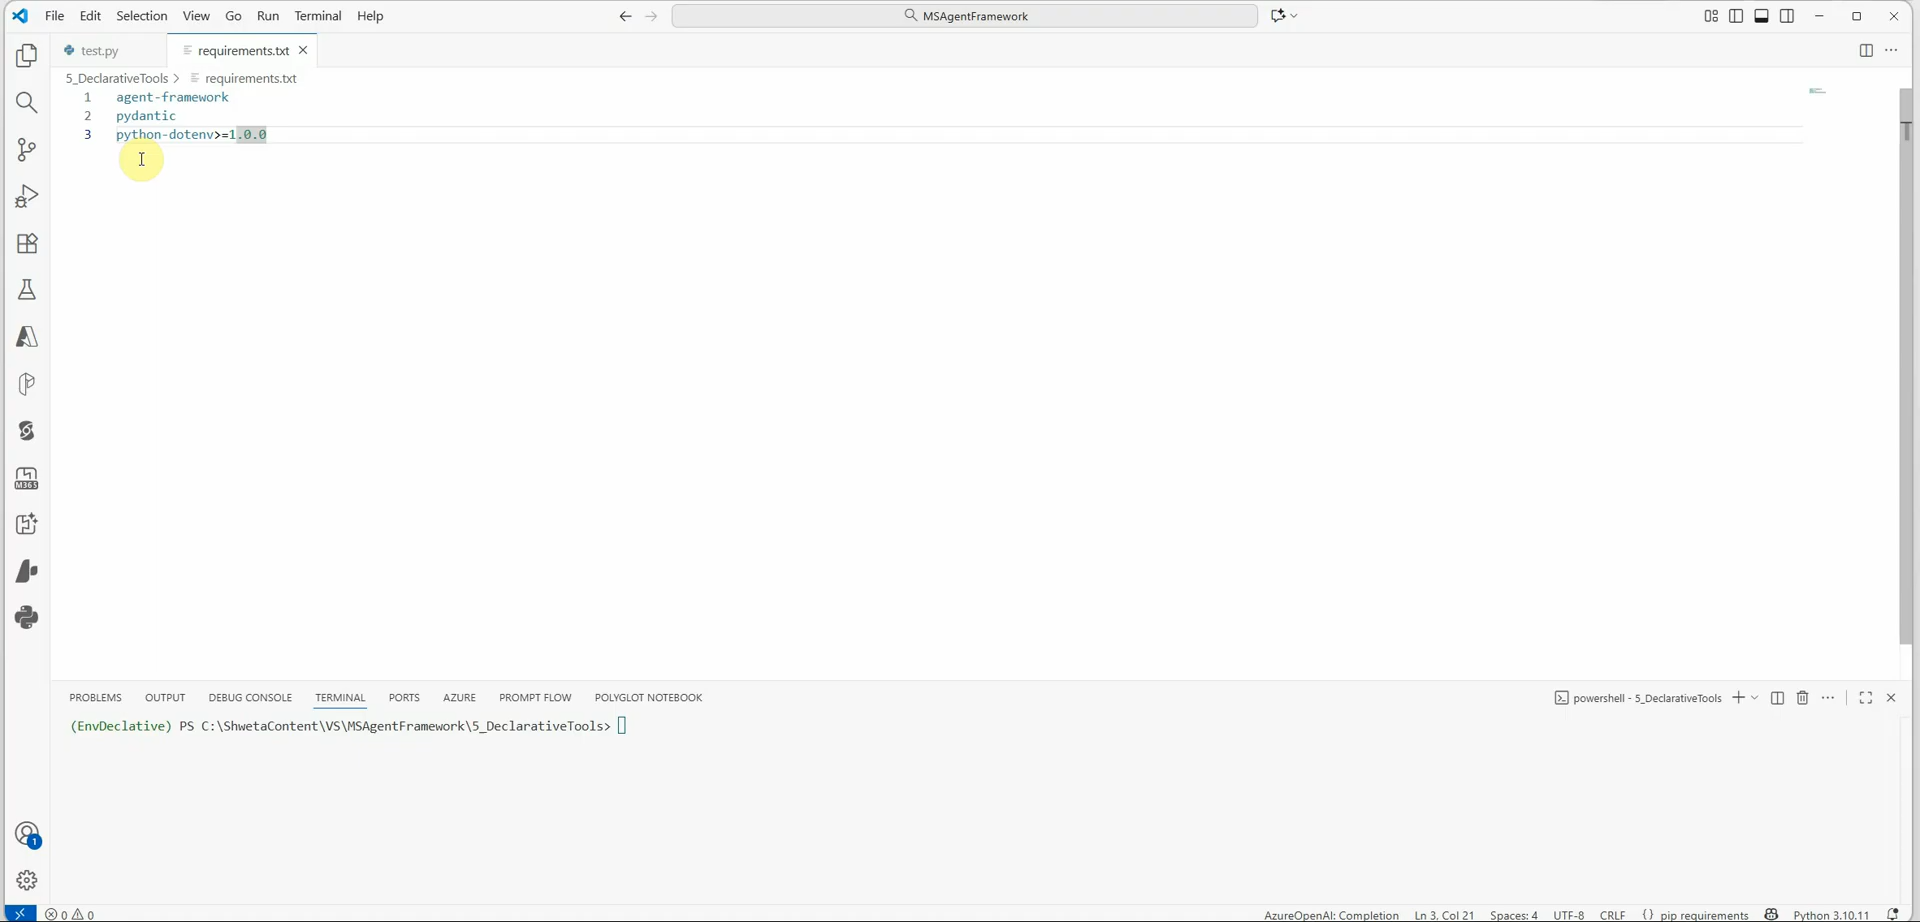 File Edit Selection View Go Run Terminal Help
MSAgentFramework
test.py
requirements.txt
5_DeclarativeTools > requirements.txt
1 agent-framework
2 pydantic
3 python-dotenv>=1.0.0
M365
PROBLEMS OUTPUT DEBUG CONSOLE TERMINAL PORTS AZURE PROMPT FLOW POLYGLOT NOTEBOOK
powershell - 5_DeclarativeTools
(EnvDeclative) PS C:\ShwetaContent\VS\MSAgentFramework\5_DeclarativeTools>
1
0 0
AzureOpenAI: Completion Ln 3, Col 21 Spaces: 4 UTF-8 CRLF {} pip requirements Python 3.10.11